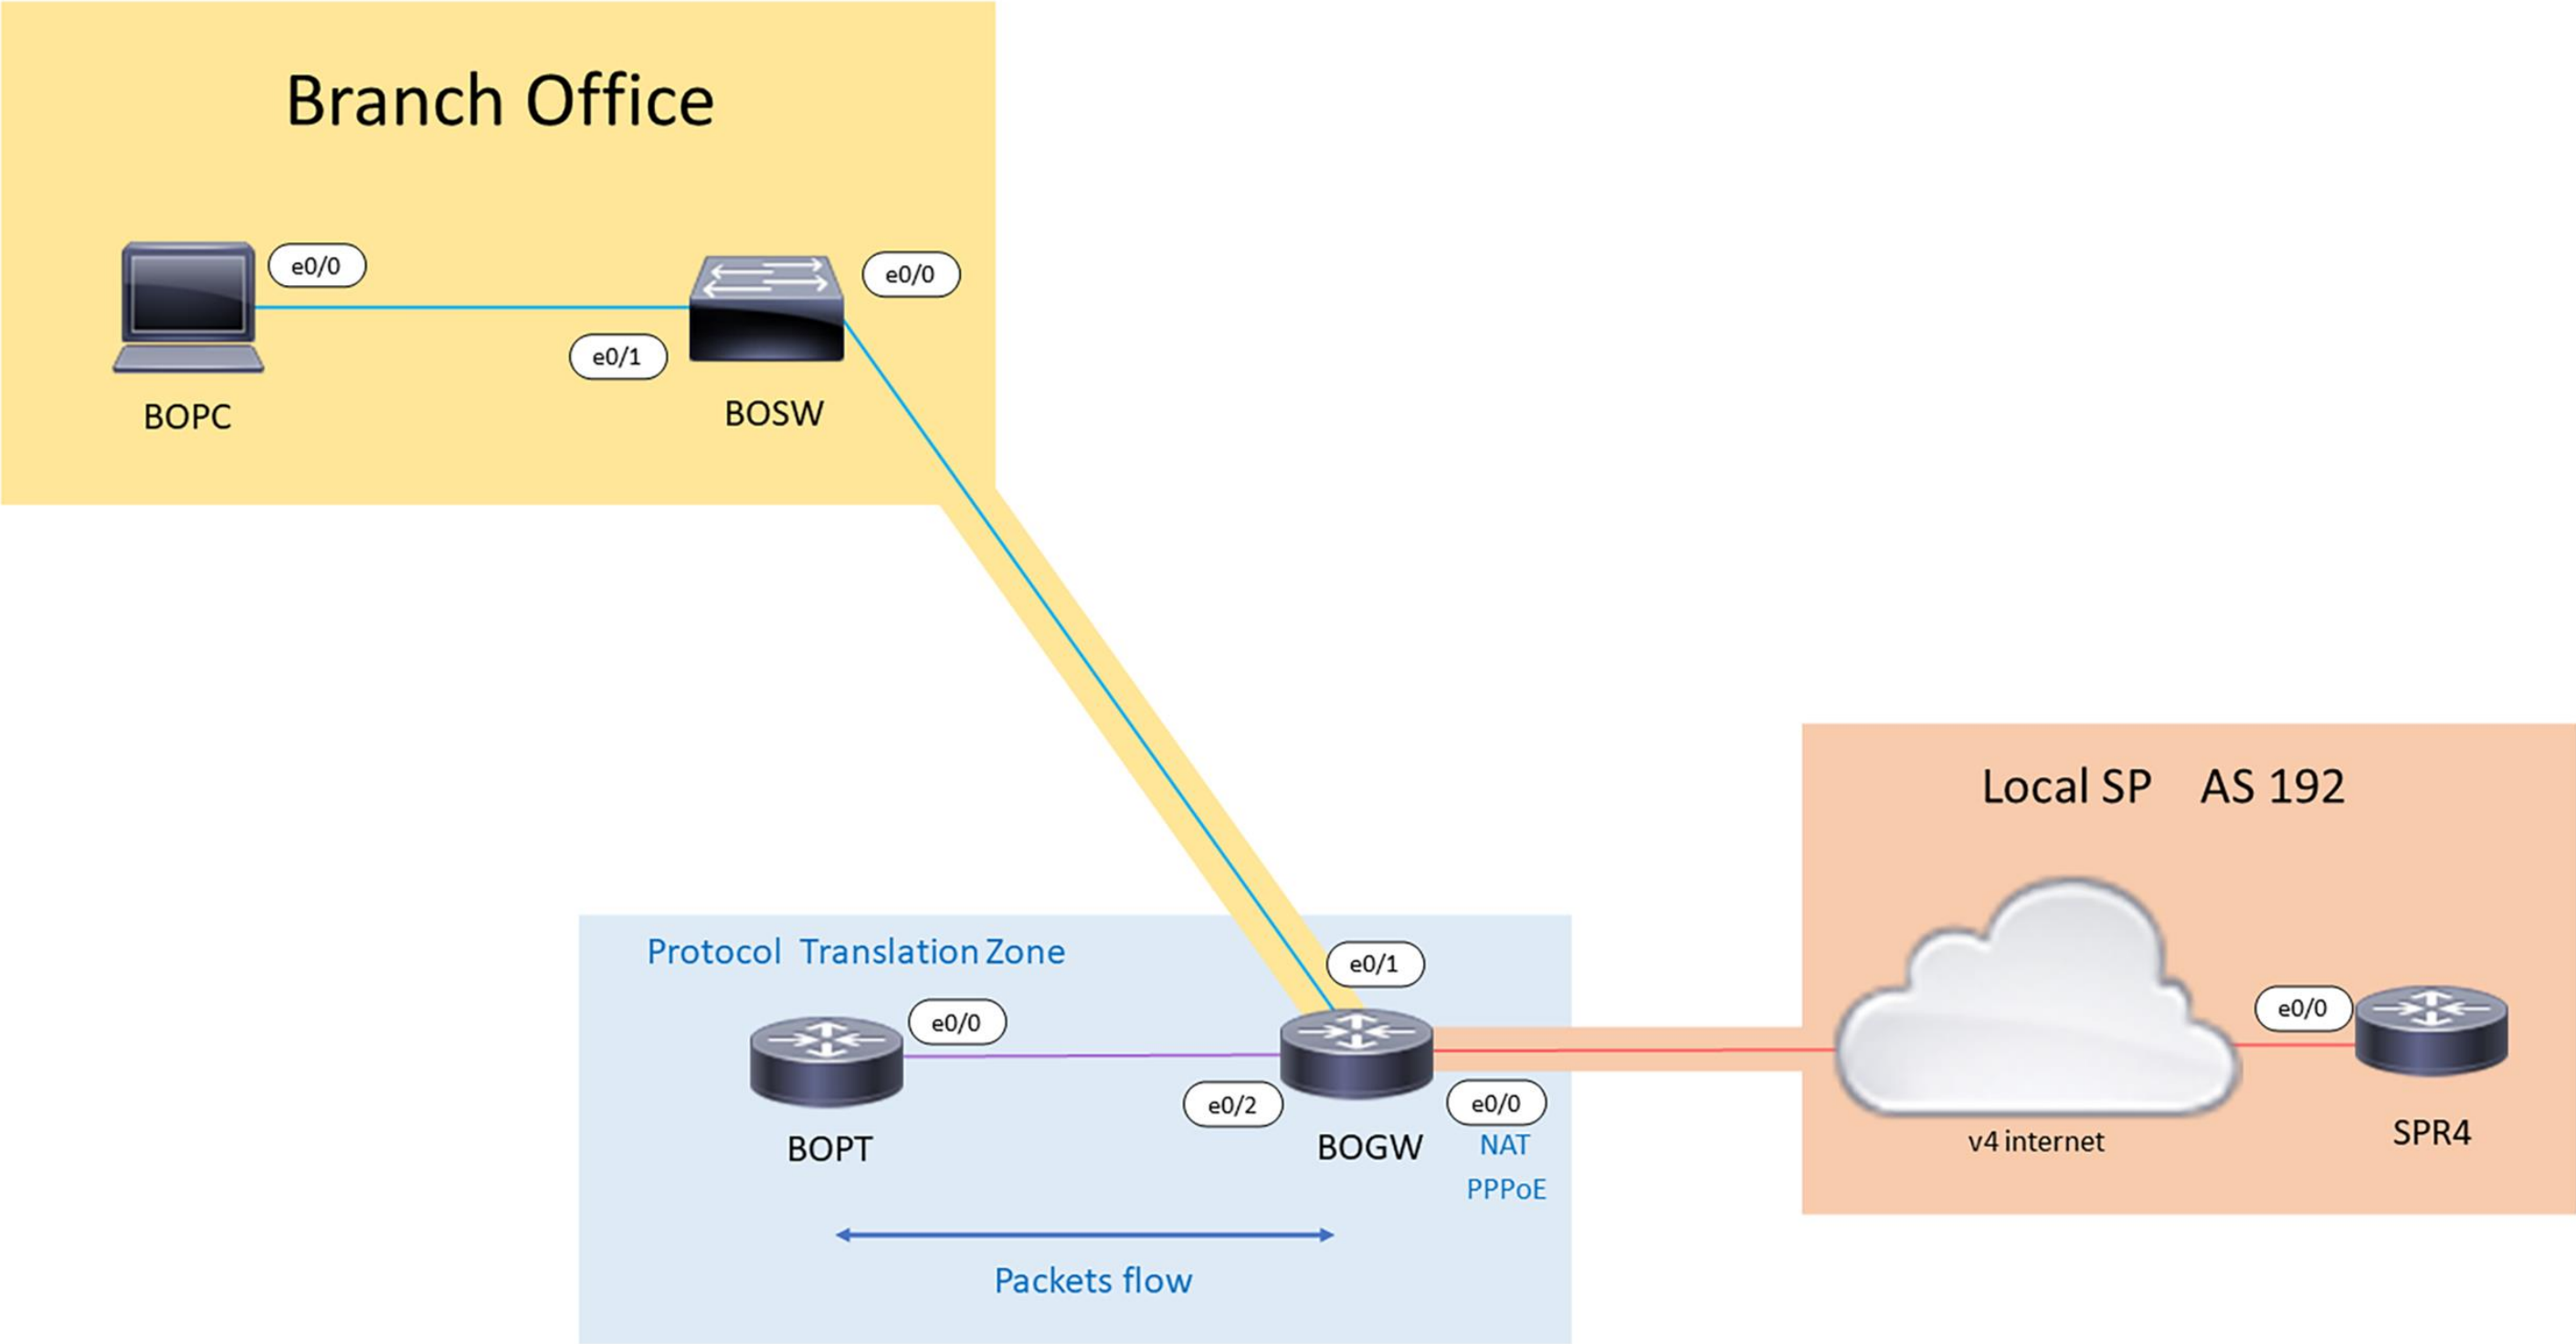 Branch Office
e0/0
e0/0
e0/1
BOPC
BOSW
Local SP AS 192
Protocol Translation Zone
e0/1
e0/0
e0/0
e0/2
e0/0
BOPT
BOGW
NAT
PPPoE
v4 internet
SPR4
Packets flow